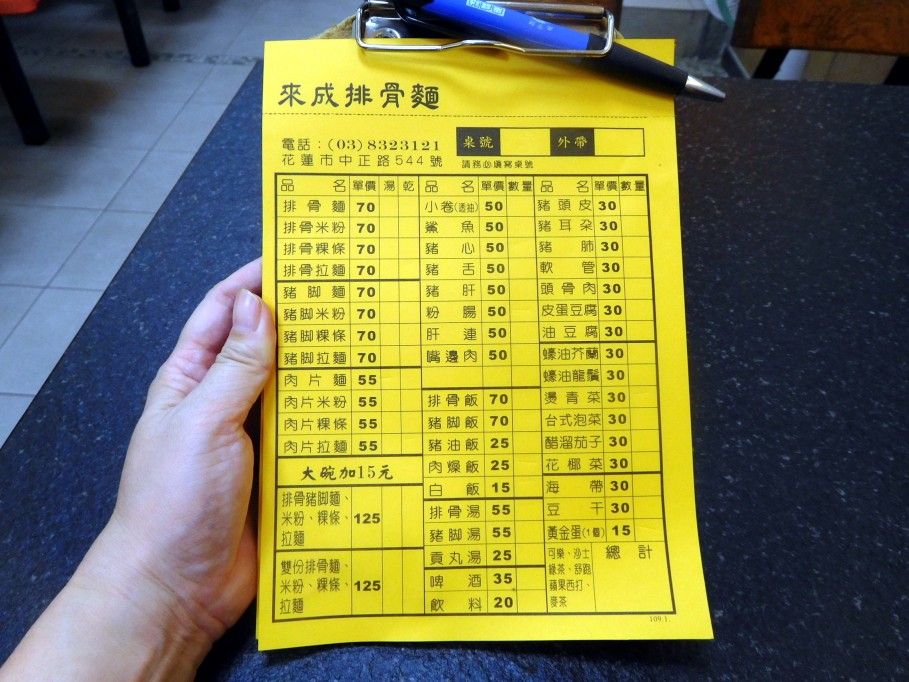 來成排骨麵
電話：(03)8323121
花蓮市中正路544號
桌號
外帶
請務必填寫桌號
品名 單價 湯 乾
排骨麵 70
排骨米粉 70
排骨粿條 70
排骨拉麵 70
豬脚麵 70
豬脚米粉 70
豬脚粿條 70
豬脚拉麵 70
肉片麵 55
肉片米粉 55
肉片粿條 55
肉片拉麵 55
大碗加15元
排骨豬脚麵、
米粉、粿條、 125
拉麵
雙份排骨麵、
米粉、粿條、 125
拉麵
品名 單價 數量
小卷(透抽) 50
鯊魚 50
豬心 50
豬舌 50
豬肝 50
粉腸 50
肝連 50
嘴邊肉 50
排骨飯 70
豬脚飯 70
豬油飯 25
肉燥飯 25
白飯 15
排骨湯 55
豬脚湯 55
貢丸湯 25
啤酒 35
飲料 20
品名 單價 數量
豬頭皮 30
豬耳朶 30
豬肺 30
軟管 30
頭骨肉 30
皮蛋豆腐 30
油豆腐 30
蠔油芥蘭 30
蠔油龍鬚 30
燙青菜 30
台式泡菜 30
醋溜茄子 30
花椰菜 30
海帶 30
豆干 30
黃金蛋(1個) 15
可樂、沙士
綠茶、舒跑
蘋果西打、
麥茶
總計
109.1.